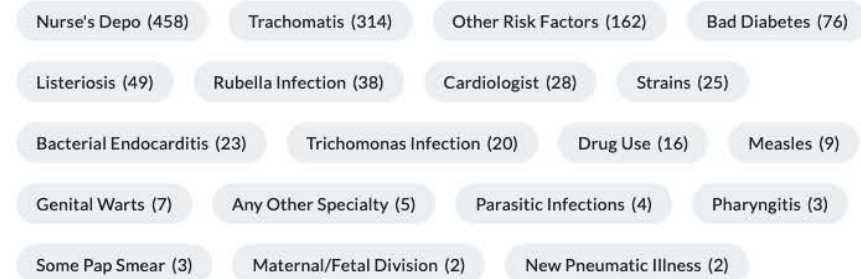 Nurse's Depo (458) Trachomatis (314) Other Risk Factors (162) Bad Diabetes (76)
Listeriosis (49) Rubella Infection (38) Cardiologist (28) Strains (25)
Bacterial Endocarditis (23) Trichomonas Infection (20) Drug Use (16) Measles (9)
Genital Warts (7) Any Other Specialty (5) Parasitic Infections (4) Pharyngitis (3)
Some Pap Smear (3) Maternal/Fetal Division (2) New Pneumatic Illness (2)